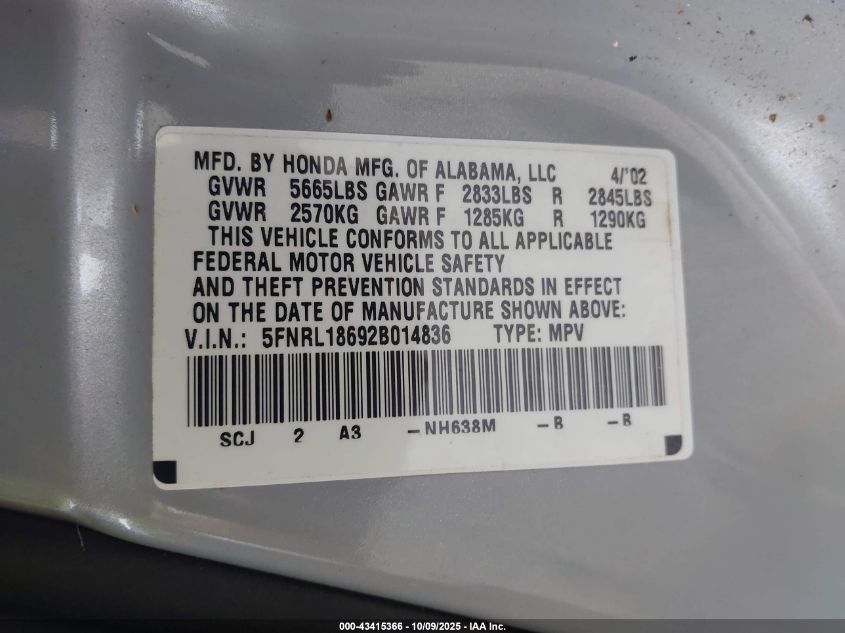 MFD. BY HONDA MFG. OF ALABAMA, LLC 4/'02
GVWR 5665LBS GAWR F 2833LBS R 2845LBS
GVWR 2570KG GAWR F 1285KG R 1290KG
THIS VEHICLE CONFORMS TO ALL APPLICABLE
FEDERAL MOTOR VEHICLE SAFETY
AND THEFT PREVENTION STANDARDS IN EFFECT
ON THE DATE OF MANUFACTURE SHOWN ABOVE:
V.I.N.: 5FNRL18692B014836 TYPE: MPV
SCJ 2 A3 -NH638M -B -B
000-43415366 - 10/09/2025 - IAA Inc.